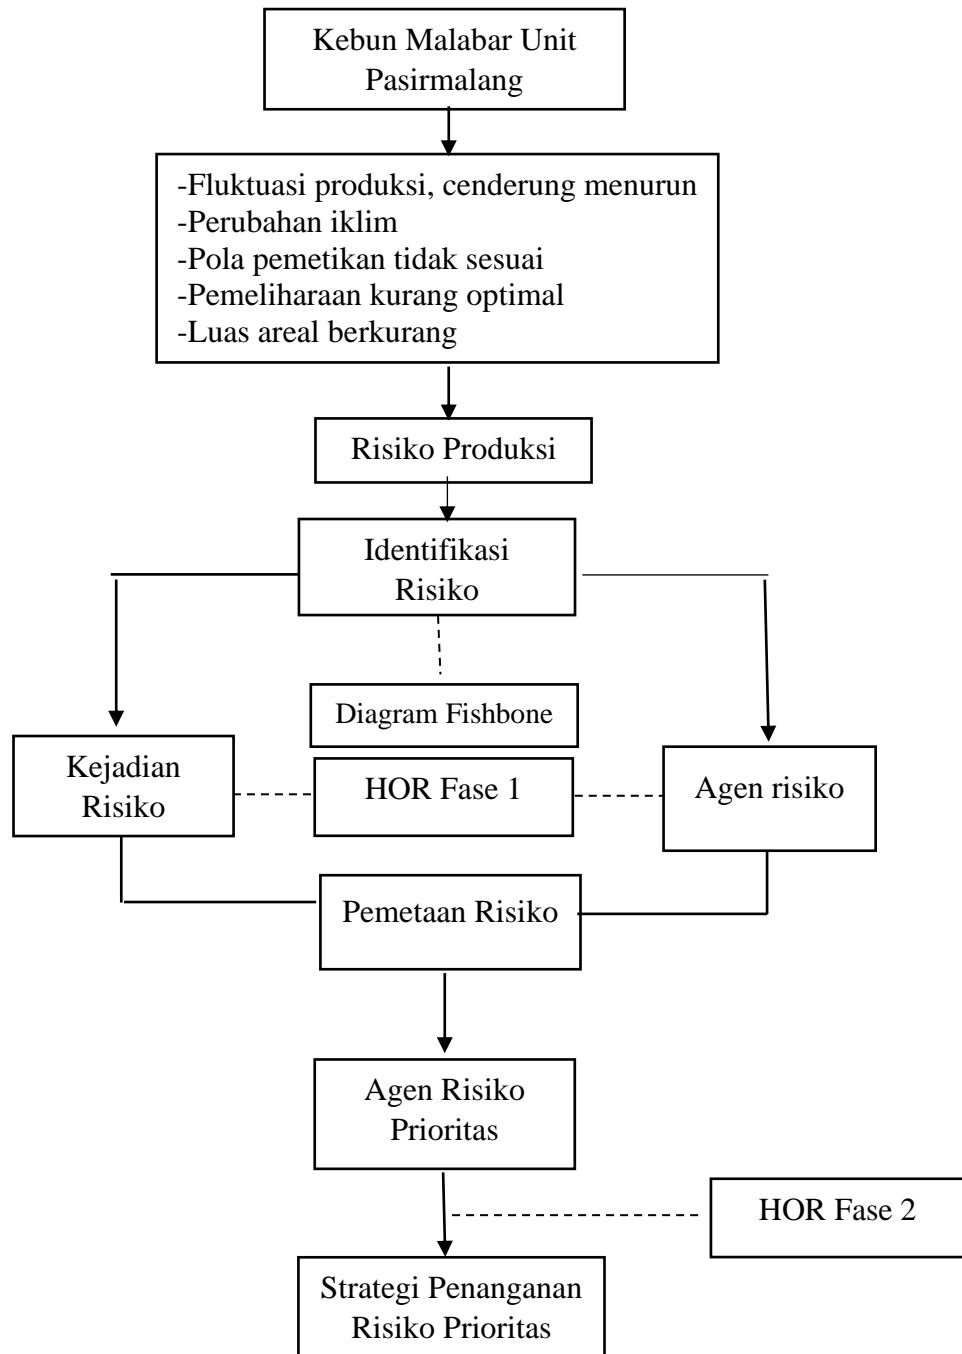 Kebun Malabar Unit
Pasirmalang
-Fluktuasi produksi, cenderung menurun
-Perubahan iklim
-Pola pemetikan tidak sesuai
-Pemeliharaan kurang optimal
-Luas areal berkurang
Risiko Produksi
Identifikasi
Risiko
Diagram Fishbone
Kejadian
Risiko
HOR Fase 1
Agen risiko
Pemetaan Risiko
Agen Risiko
Prioritas
HOR Fase 2
Strategi Penanganan
Risiko Prioritas